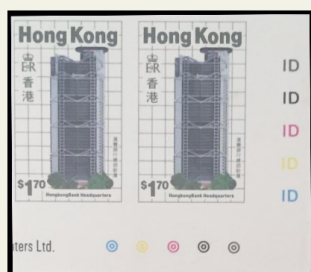 Hong Kong
ER
香
港
$1.70
HongkongBank Headquarters
Hong Kong
ER
香
港
$1.70
HongkongBank Headquarters
ID
ID
ID
ID
ID
ters Ltd.